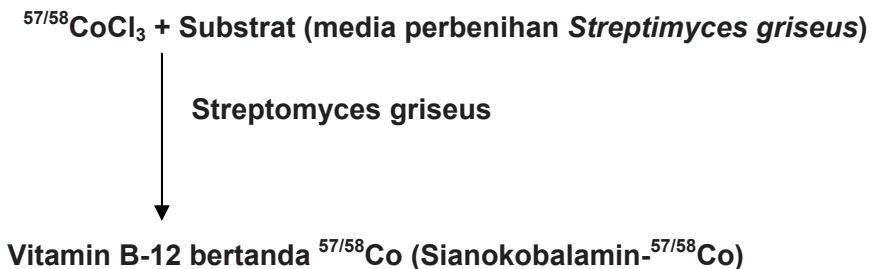 57/58CoCl3 + Substrat (media perbenihan Streptimyces griseus)
Streptomyces griseus
Vitamin B-12 bertanda 57/58Co (Sianokobalamin-57/58Co)